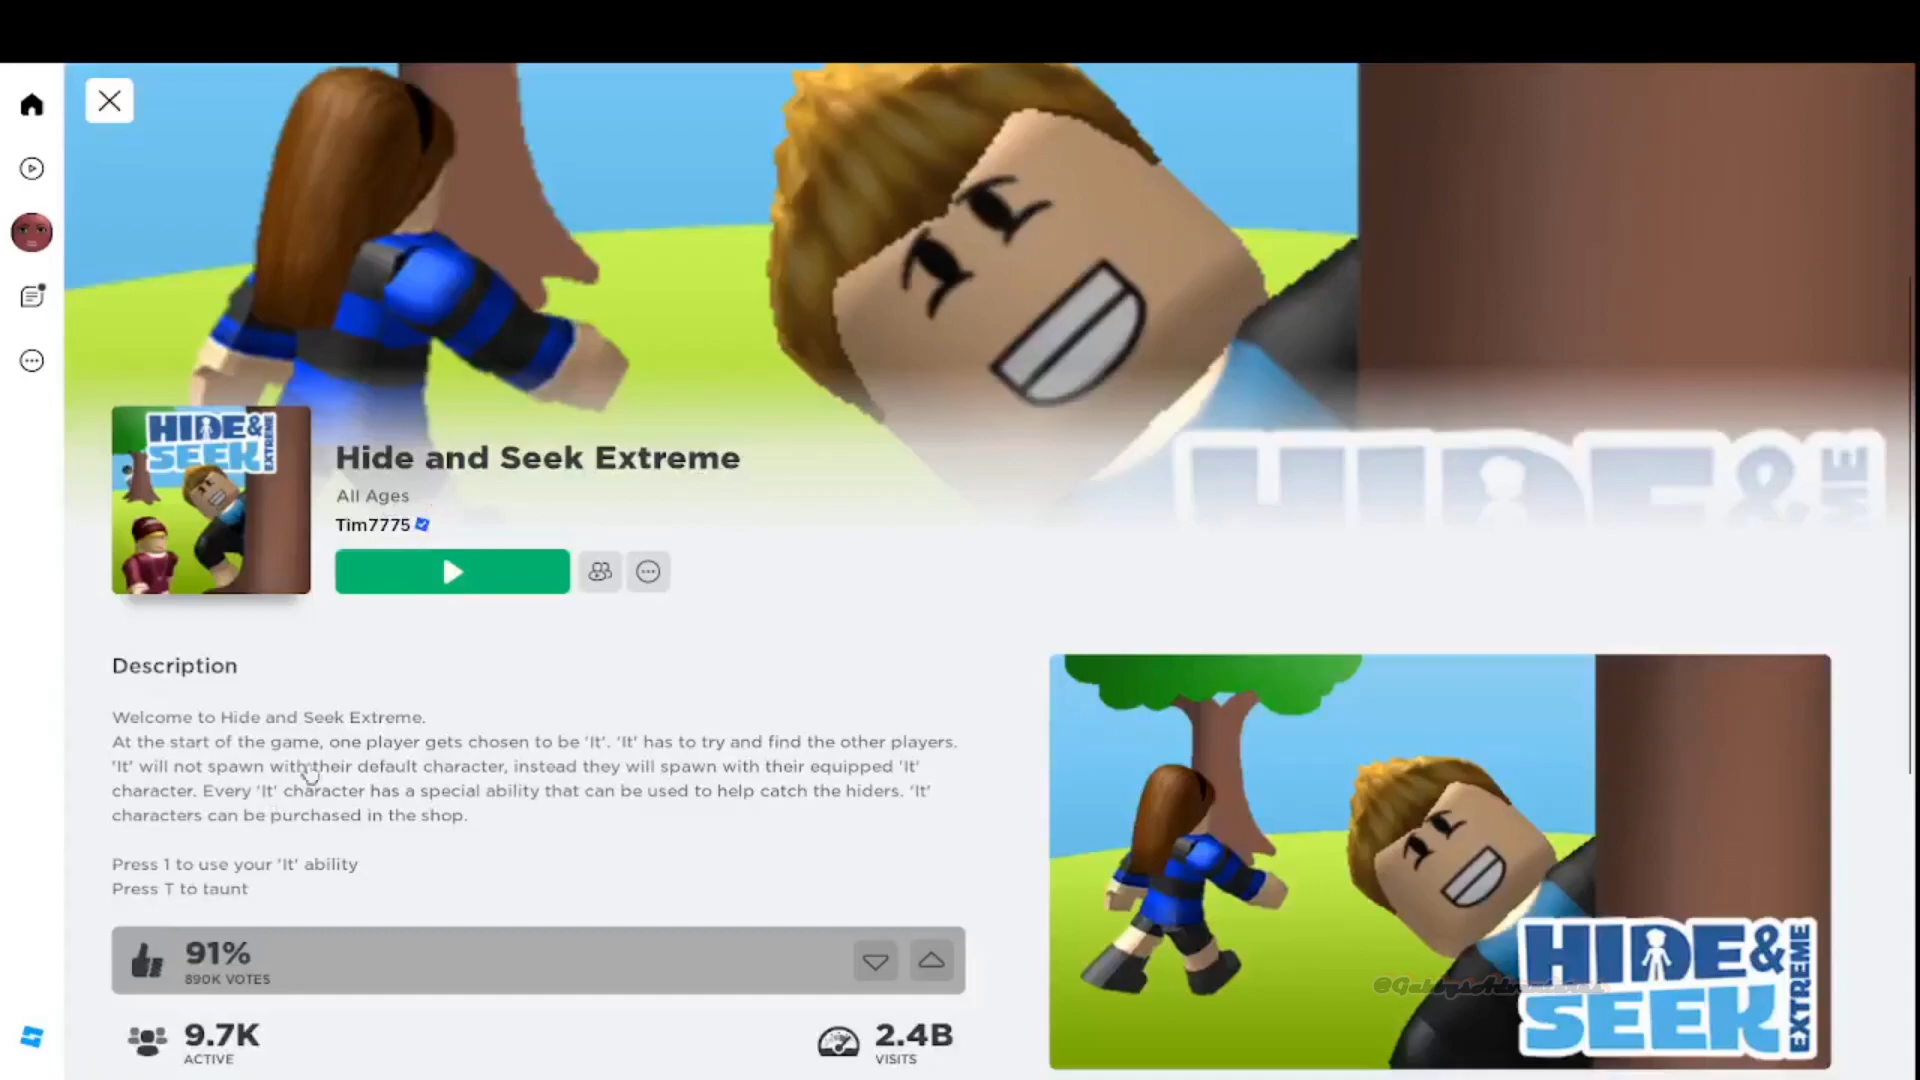 HIDE &
EXTREME
SEEK
Hide and Seek Extreme
All Ages
Tim7775
HIDE &
ME
Description
Welcome to Hide and Seek Extreme.
At the start of the game, one player gets chosen to be 'It'. 'It' has to try and find the other players.
'It' will not spawn with their default character, instead they will spawn with their equipped 'It'
character. Every 'It' character has a special ability that can be used to help catch the hiders. 'It'
characters can be purchased in the shop.
Press 1 to use your 'It' ability
Press T to taunt
91%
890K VOTES
9.7K
ACTIVE
2.4B
VISITS
HIDE &
SEEK
EXTREME